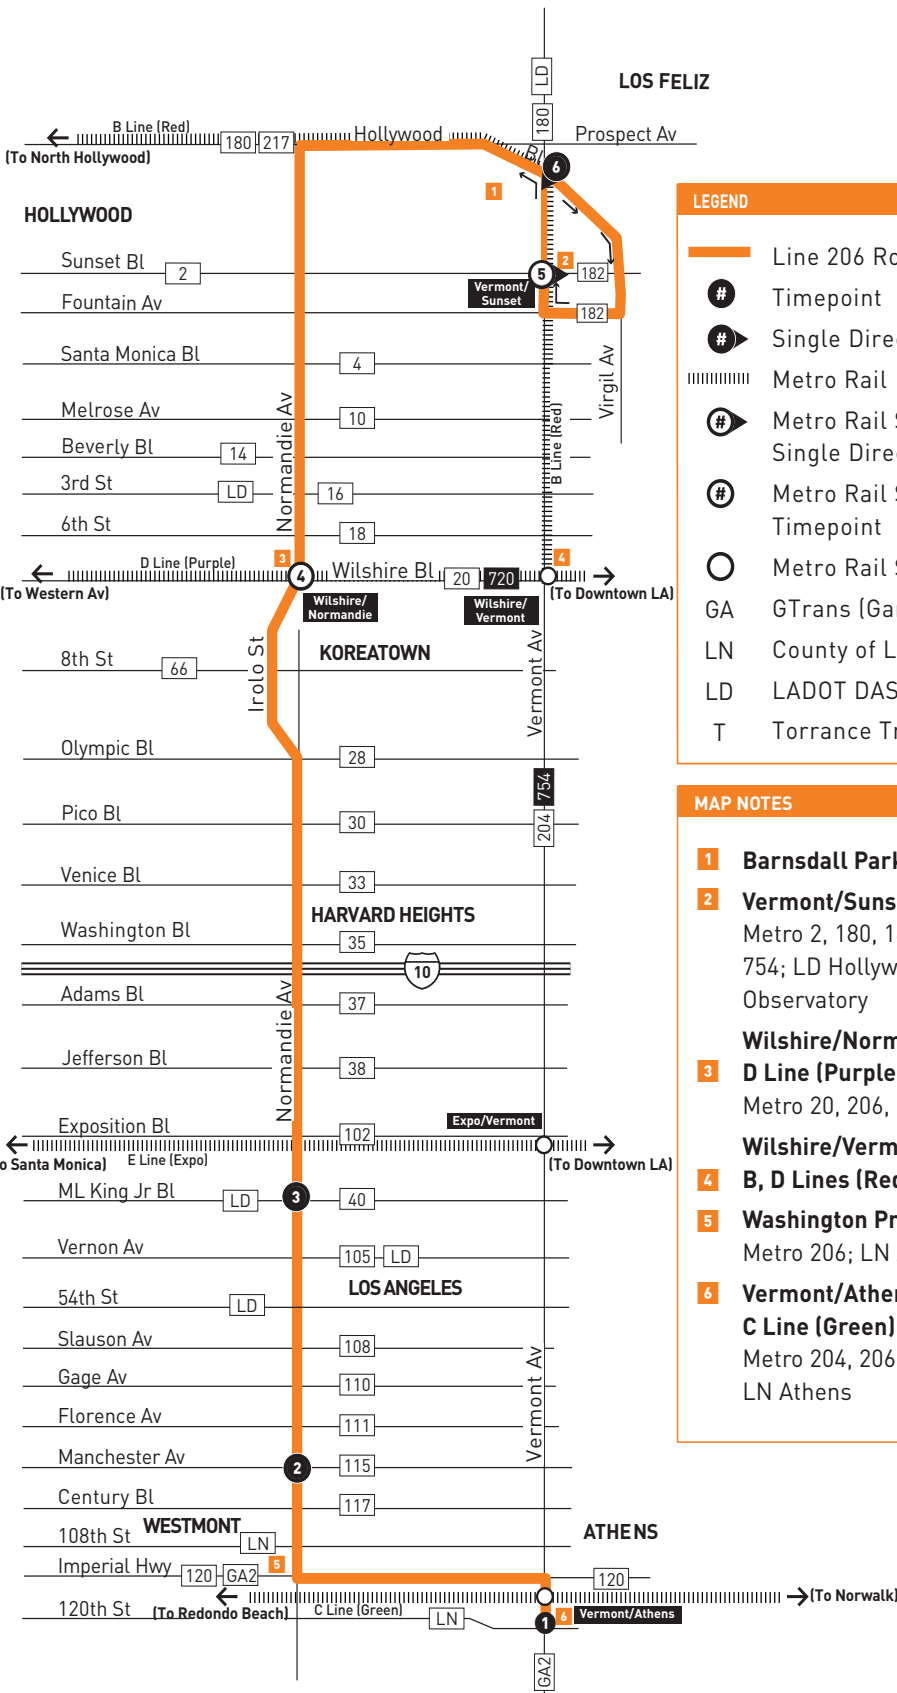 LD
LOS FELIZ
180
B Line (Red)
(To North Hollywood)
180 217
Hollywood
Bl
Prospect Av
6
1
HOLLYWOOD
Sunset Bl
2
5
2
182
Vermont/
Sunset
Fountain Av
182
Santa Monica Bl
4
Virgil Av
Melrose Av
10
Normandie Av
B Line (Red)
Beverly Bl
14
3rd St
LD
16
6th St
18
D Line (Purple)
3
4
Wilshire Bl
20
720
4
(To Western Av)
(To Downtown LA)
Wilshire/
Normandie
Wilshire/
Vermont
8th St
66
Irolo St
KOREATOWN
Vermont Av
Olympic Bl
28
754
204
Pico Bl
30
Venice Bl
33
HARVARD HEIGHTS
Washington Bl
35
10
Adams Bl
37
Normandie Av
Jefferson Bl
38
Exposition Bl
102
Expo/Vermont
o Santa Monica)
E Line (Expo)
(To Downtown LA)
ML King Jr Bl
LD
3
40
Vernon Av
105 LD
LOS ANGELES
54th St
LD
Slauson Av
108
Gage Av
110
Vermont Av
Florence Av
111
Manchester Av
2
115
Century Bl
117
WESTMONT
108th St
LN
ATHENS
Imperial Hwy
120 GA2
5
120
(To Redondo Beach)
C Line (Green)
(To Norwalk)
120th St
LN
1
6
Vermont/Athens
GA2
LEGEND
Line 206 Ro
# Timepoint
# Single Direc
Metro Rail
# Metro Rail S
Single Direc
# Metro Rail S
Timepoint
Metro Rail S
GA GTrans (Gar
LN County of L
LD LADOT DAS
T Torrance Tr
MAP NOTES
1 Barnsdall Park
2 Vermont/Suns
Metro 2, 180, 1
754; LD Hollyw
Observatory
Wilshire/Norm
3 D Line (Purple
Metro 20, 206,
Wilshire/Verm
4 B, D Lines (Red
5 Washington Pr
Metro 206; LN
6 Vermont/Ather
C Line (Green)
Metro 204, 206
LN Athens